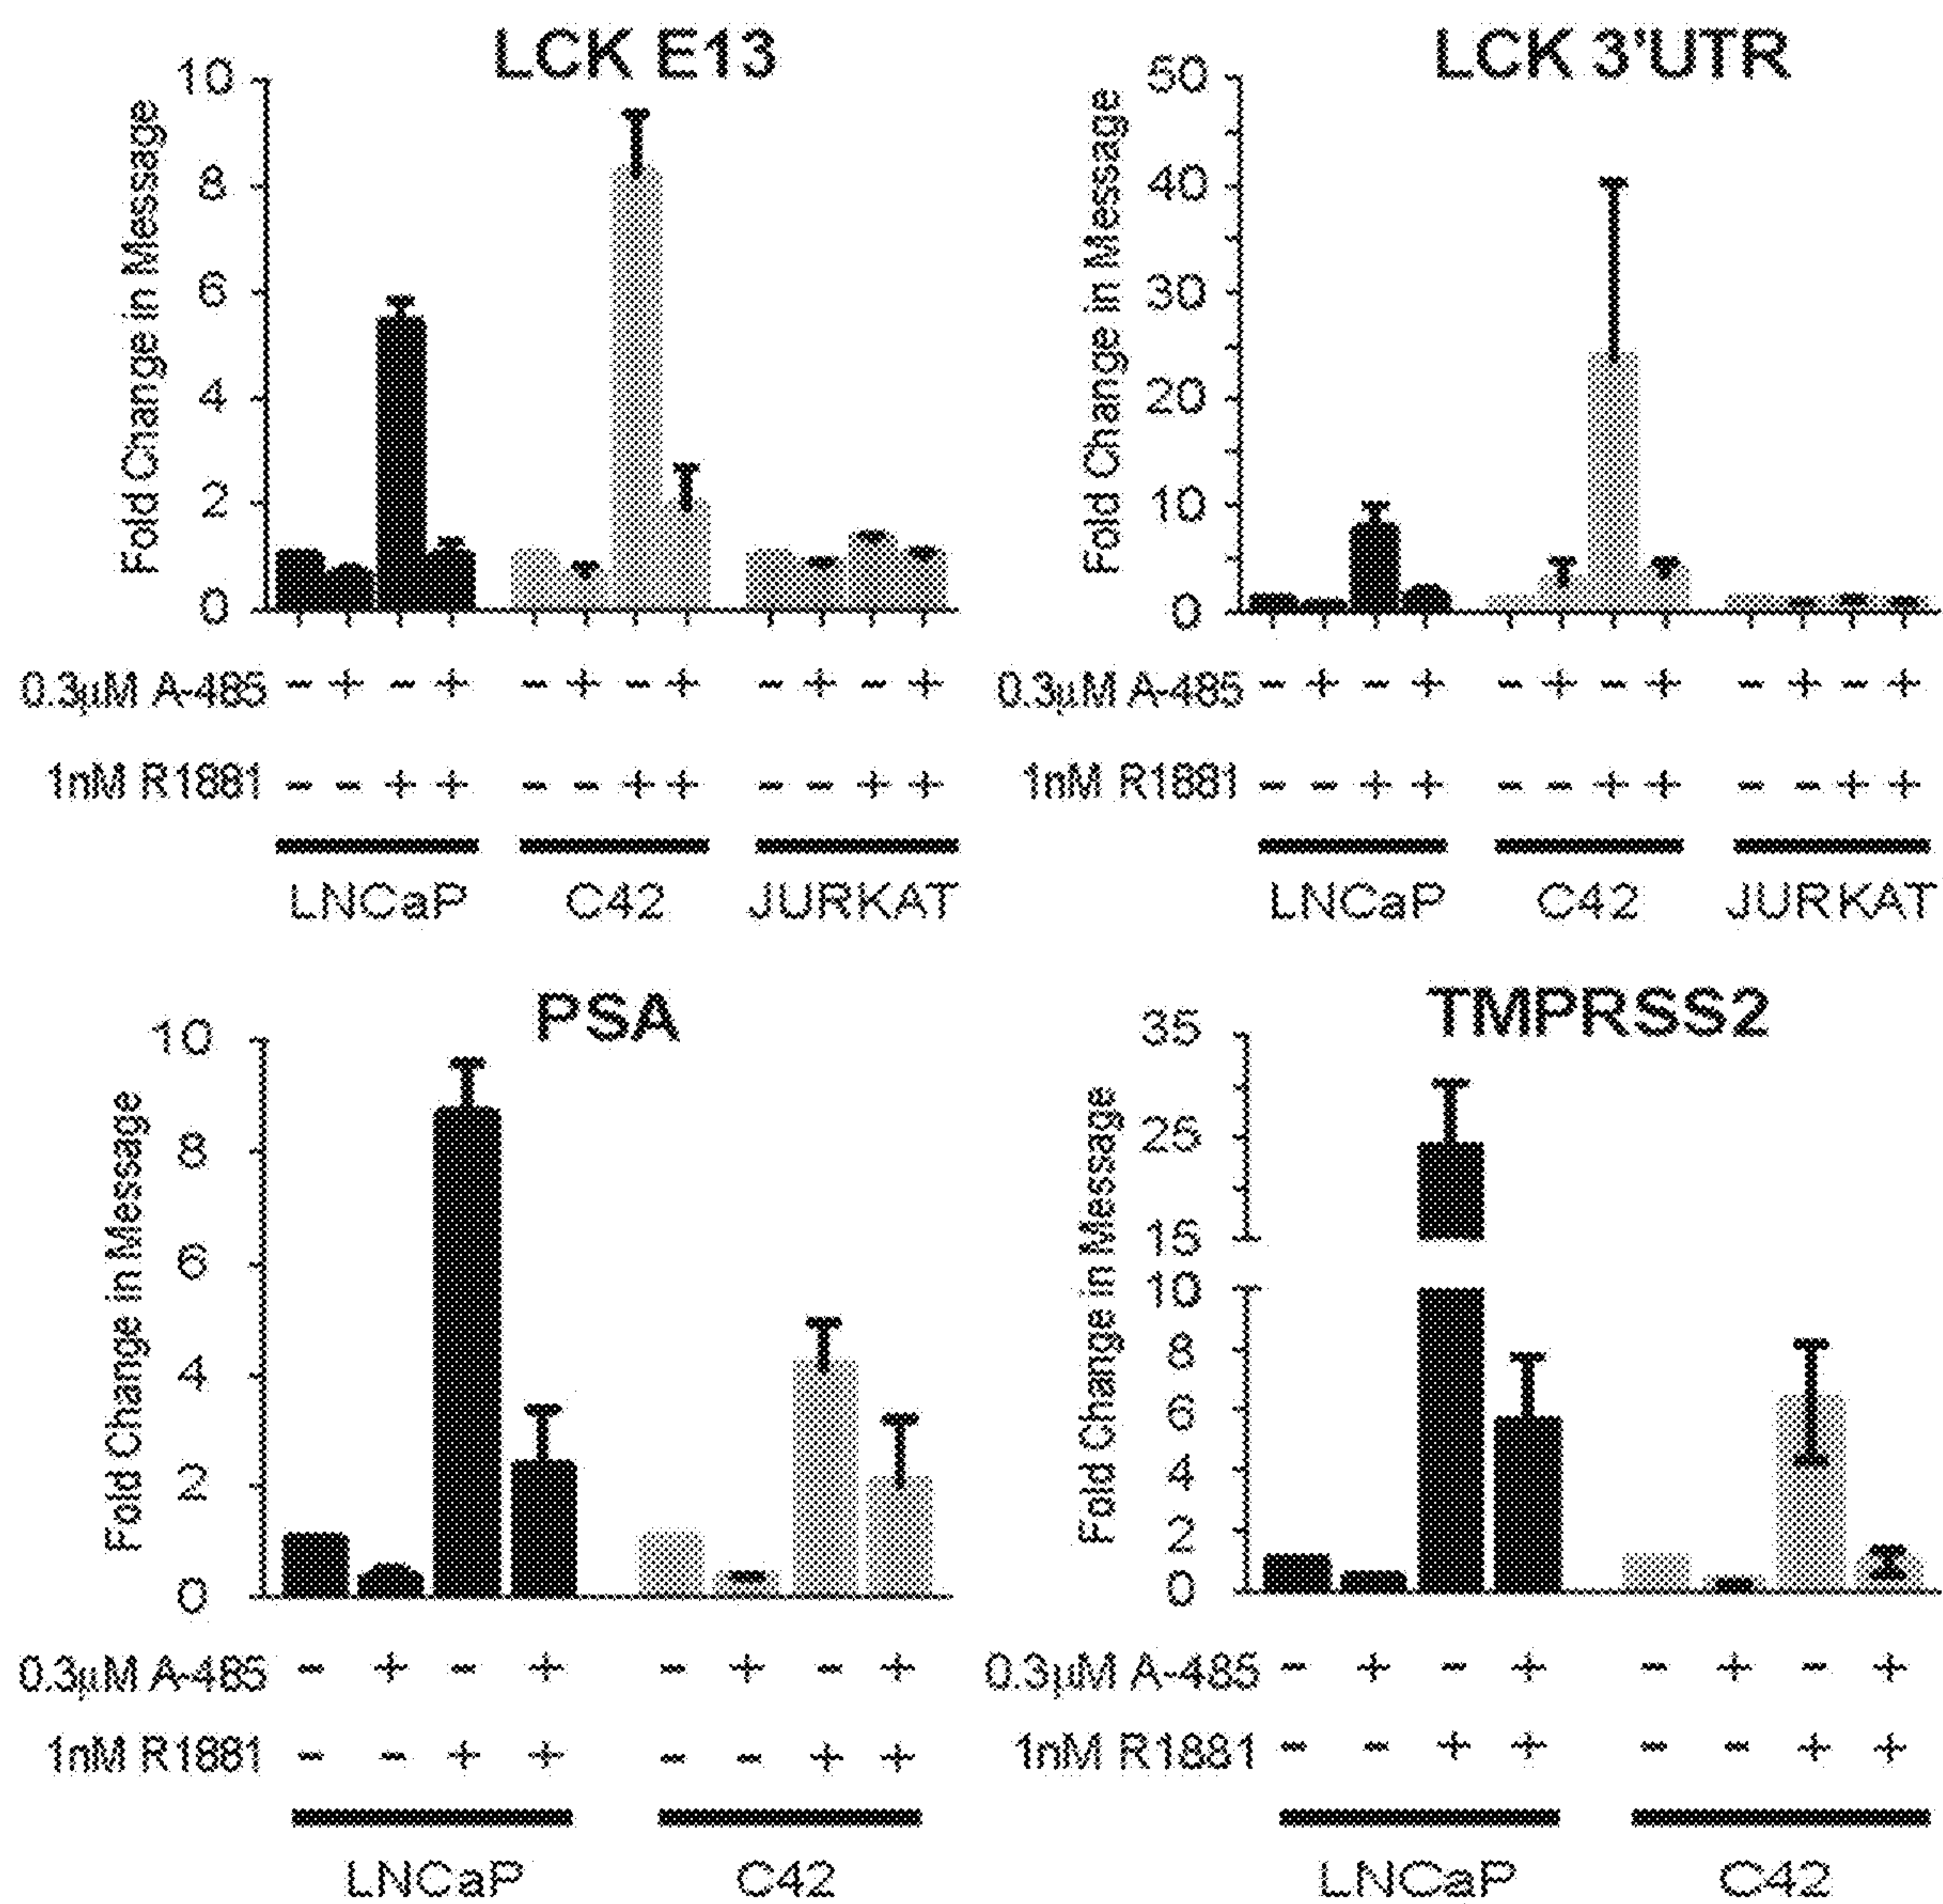 LCK E13
Fold Change in Message
10
8
6
4
2
0
0.3μM A-485 - + - + - + - + - + - +
1nM R1881 - - + + - - + + - - + +
LNCaP C42 JURKAT
LCK 3'UTR
Fold Change in Message
50
40
30
20
10
0
0.3μM A-485 - + - + - + - + - + - +
1nM R1881 - - + + - - + + - - + +
LNCaP C42 JURKAT
PSA
Fold Change in Message
10
8
6
4
2
0
0.3μM A-485 - + - + - + - +
1nM R1881 - - + + - - + +
LNCaP C42
TMPRSS2
Fold Change in Message
35
25
15
10
8
6
4
2
0
0.3μM A-485 - + - + - + - +
1nM R1881 - - + + - - + +
LNCaP C42